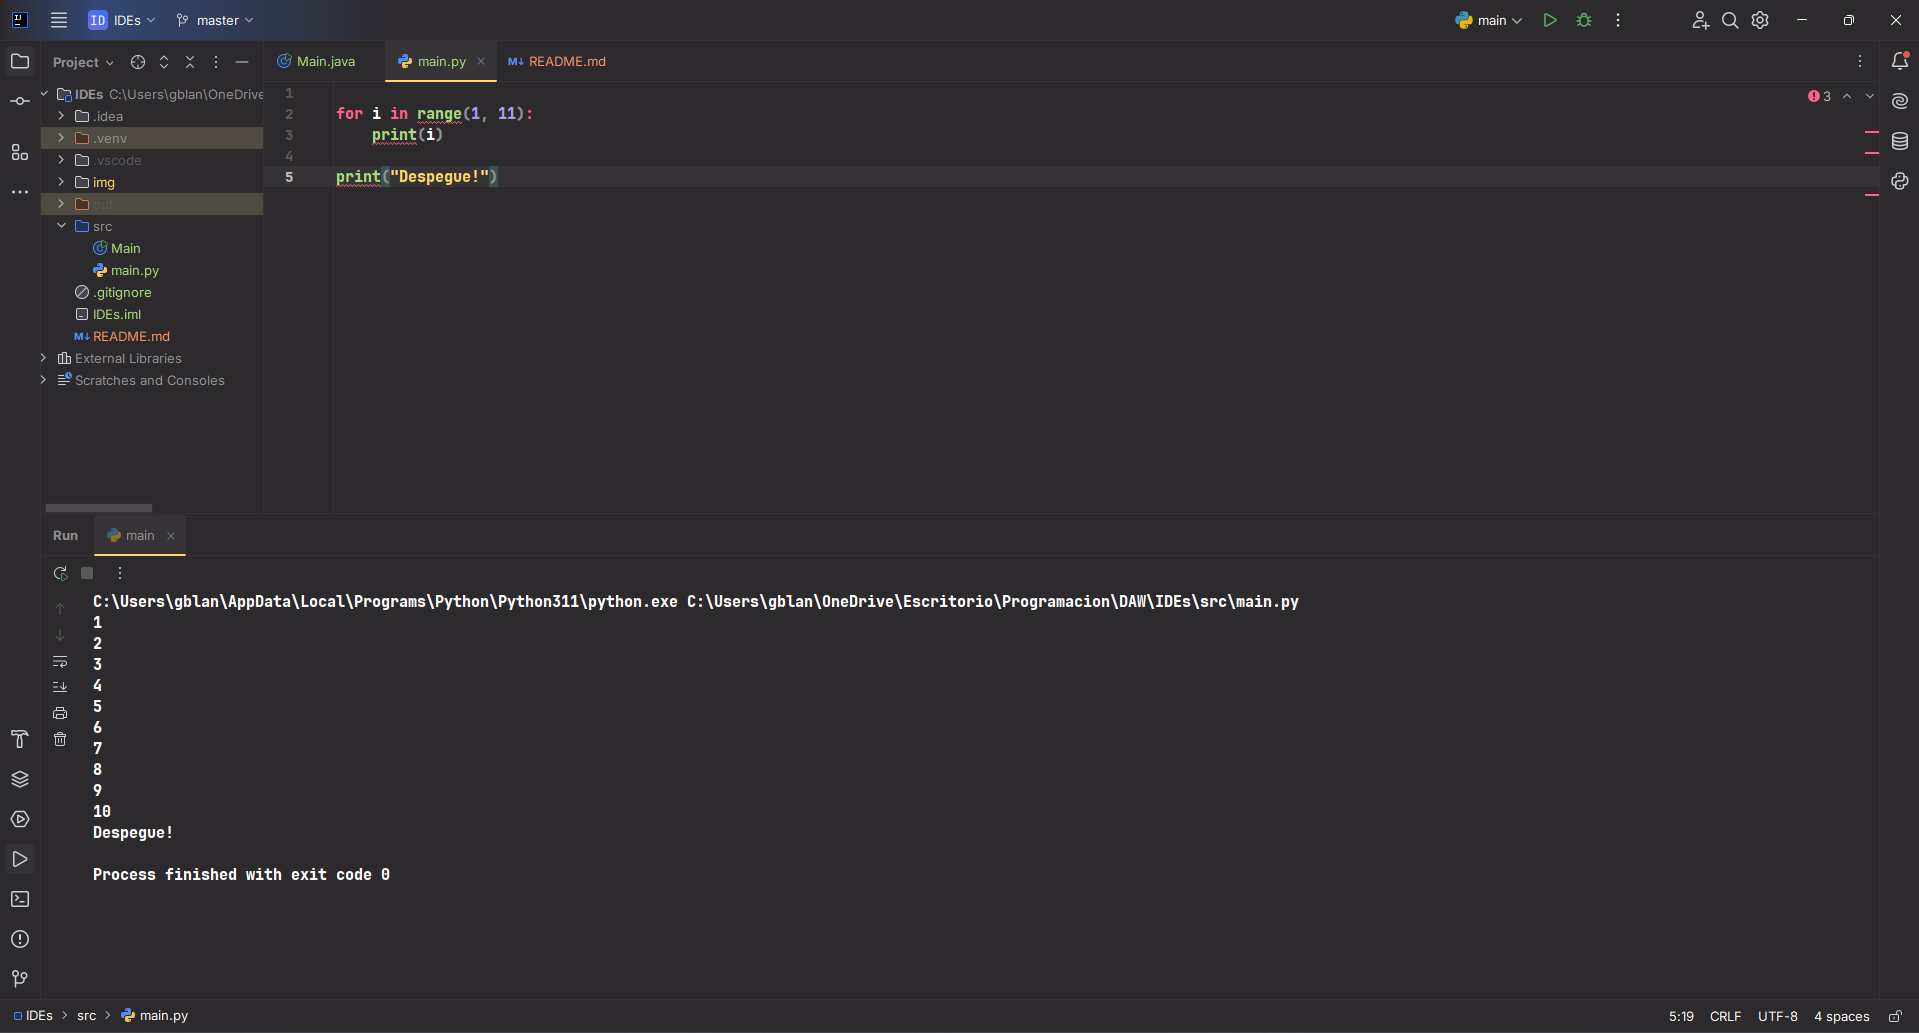 ID IDEs master main
Project
Main.java main.py README.md
IDEs C:\Users\gblan\OneDrive
.idea
.venv
.vscode
img
out
src
Main
main.py
.gitignore
IDEs.iml
M↓ README.md
External Libraries
Scratches and Consoles
1
2 for i in range(1, 11):
3 print(i)
4
5 print("Despegue!")
3
Run main
C:\Users\gblan\AppData\Local\Programs\Python\Python311\python.exe C:\Users\gblan\OneDrive\Escritorio\Programacion\DAW\IDEs\src\main.py
1
2
3
4
5
6
7
8
9
10
Despegue!
Process finished with exit code 0
IDEs > src > main.py 5:19 CRLF UTF-8 4 spaces